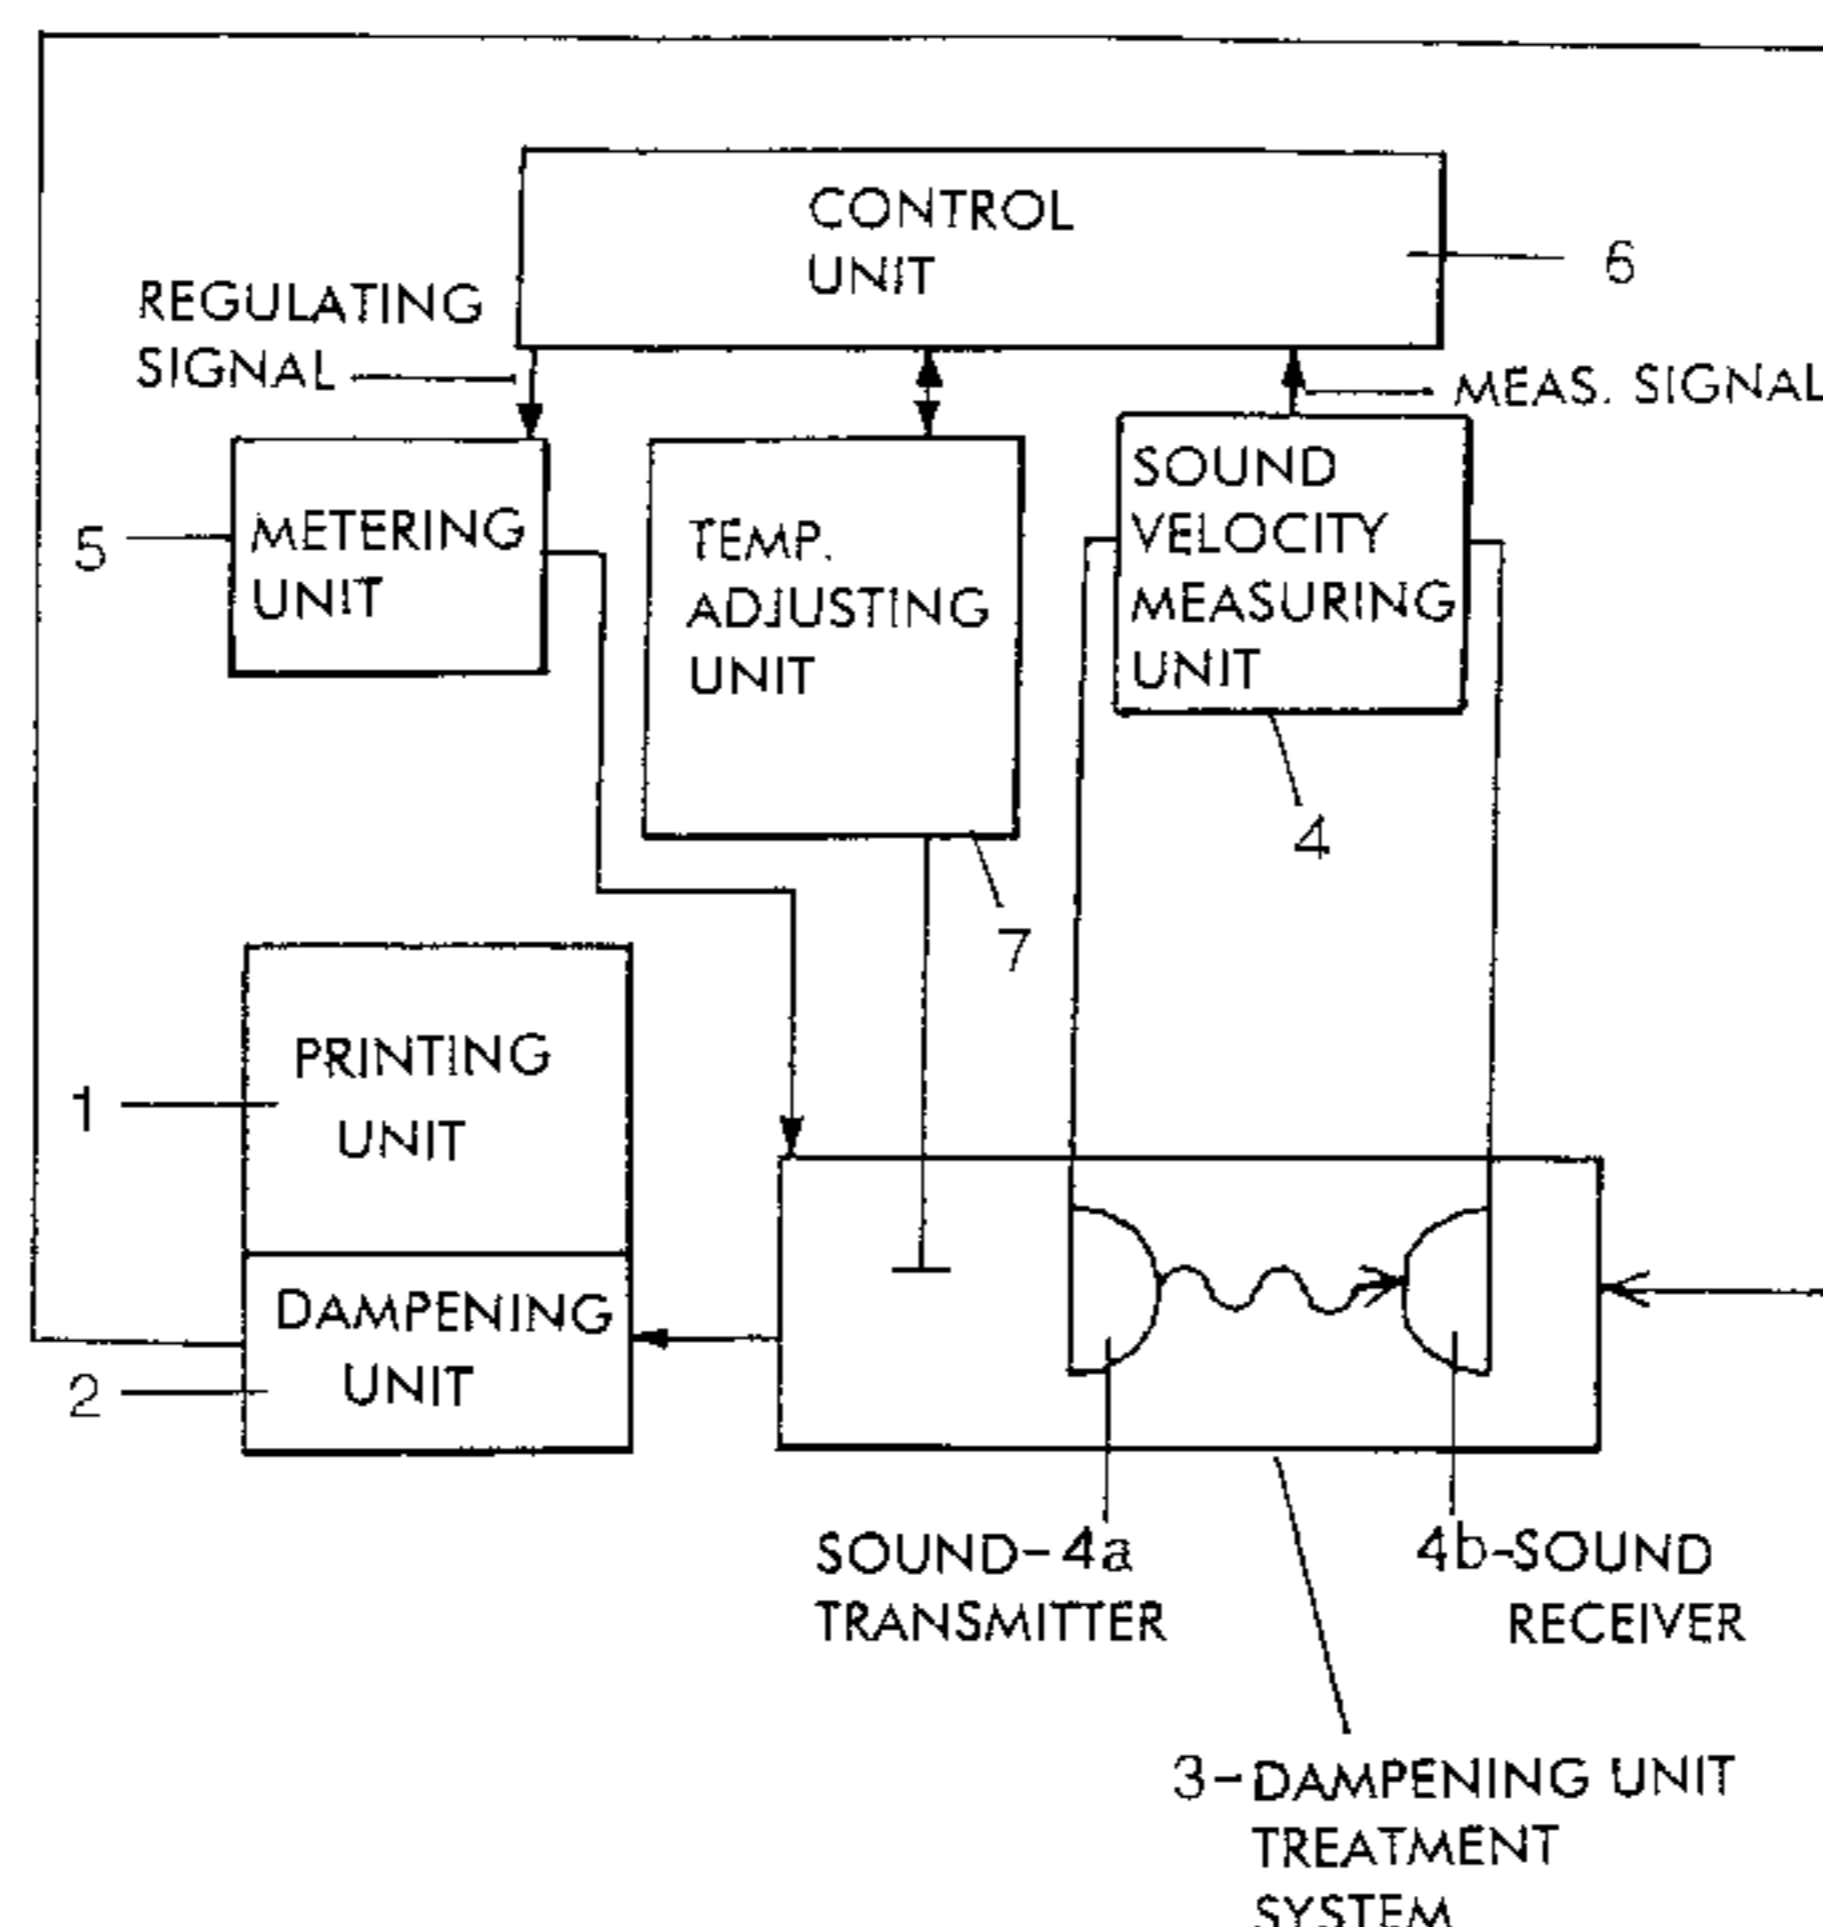 CONTROL
UNIT
6
REGULATING
SIGNAL
MEAS. SIGNAL
METERING
UNIT
5
TEMP.
ADJUSTING
UNIT
7
SOUND
VELOCITY
MEASURING
UNIT
4
PRINTING
UNIT
1
DAMPENING
UNIT
2
SOUND-4a
TRANSMITTER
4b-SOUND
RECEIVER
3-DAMPENING UNIT
TREATMENT
SYSTEM